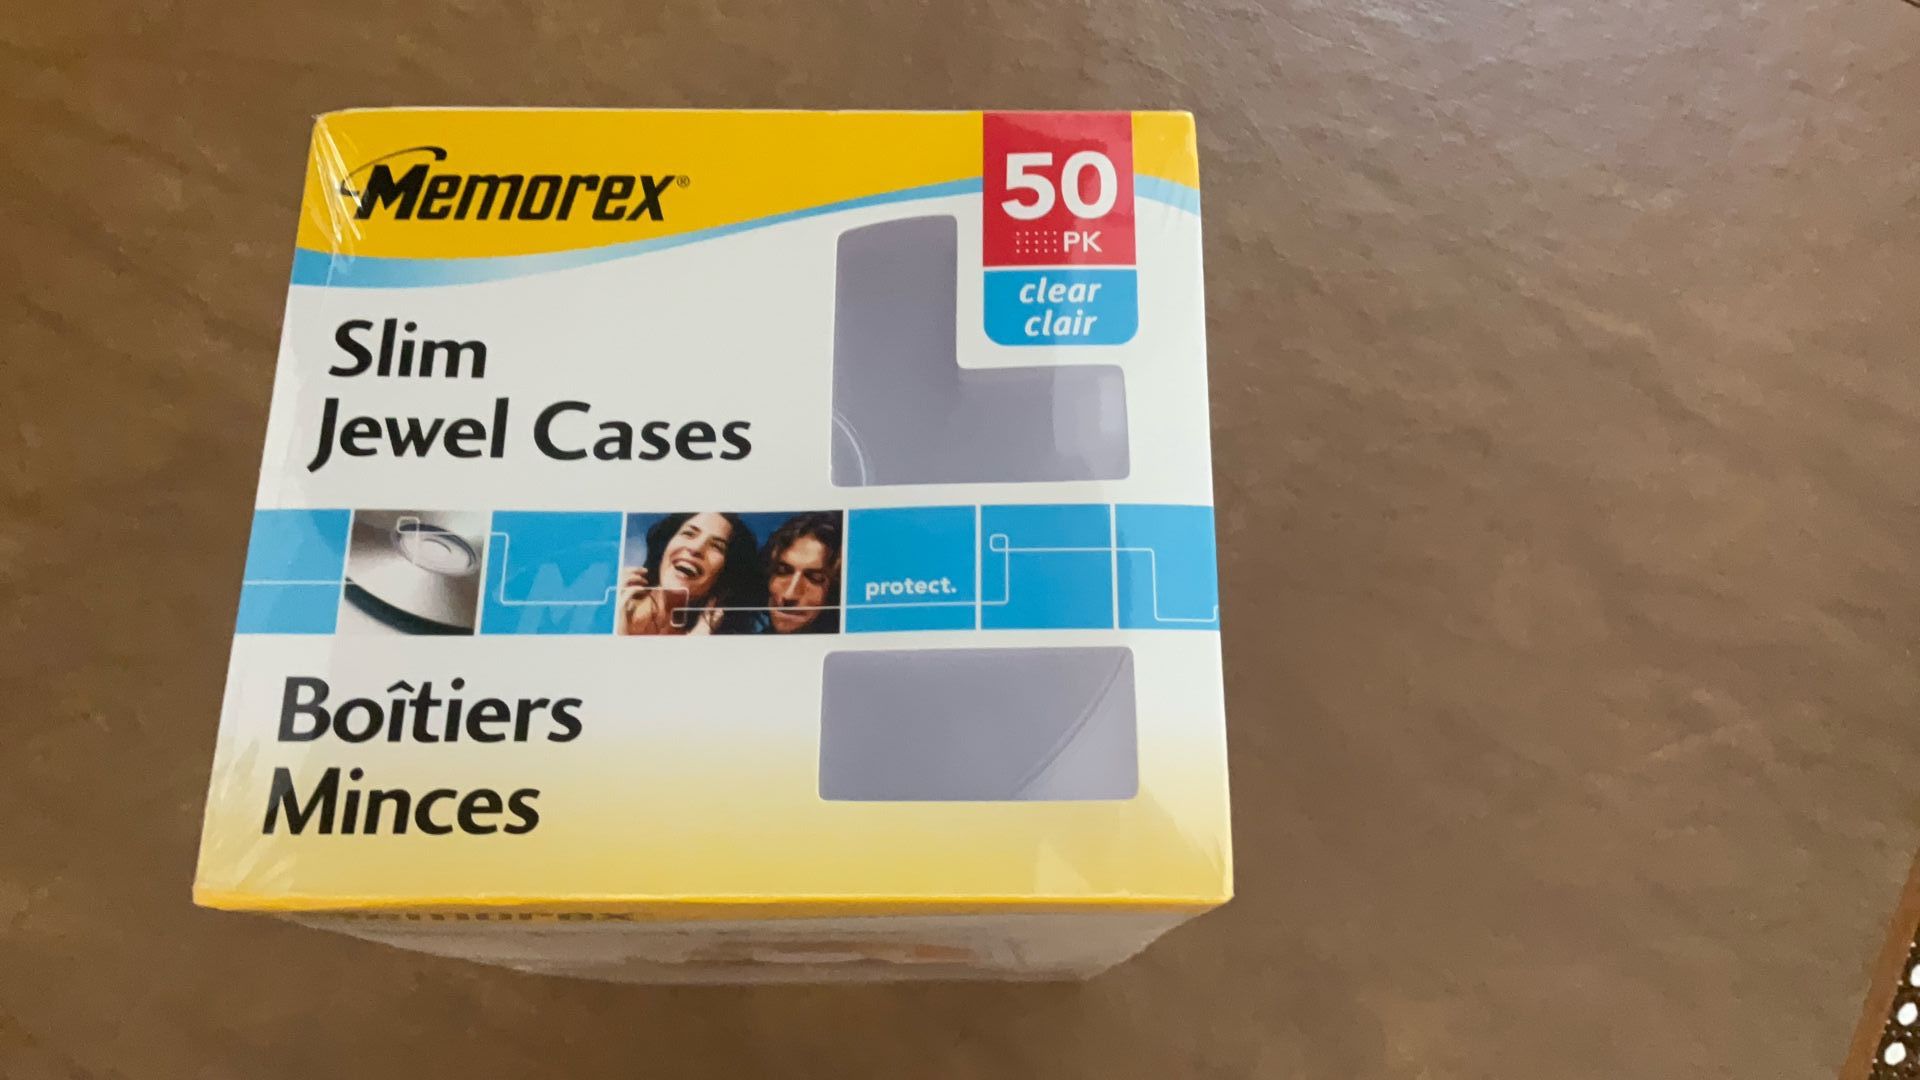 Memorex®
50
PK
clear
clair
Slim
Jewel Cases
protect.
Boîtiers
Minces